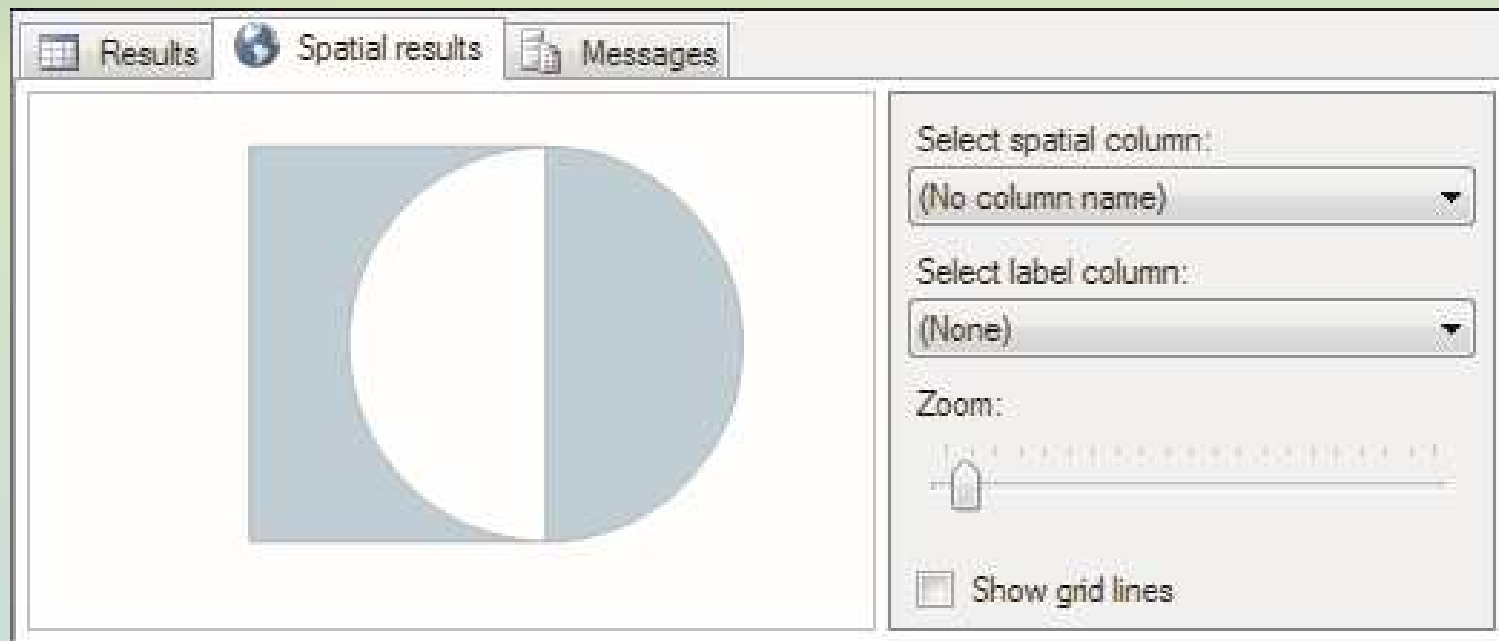 Results Spatial results Messages
Select spatial column:
(No column name)
Select label column:
(None)
Zoom:
Show grid lines